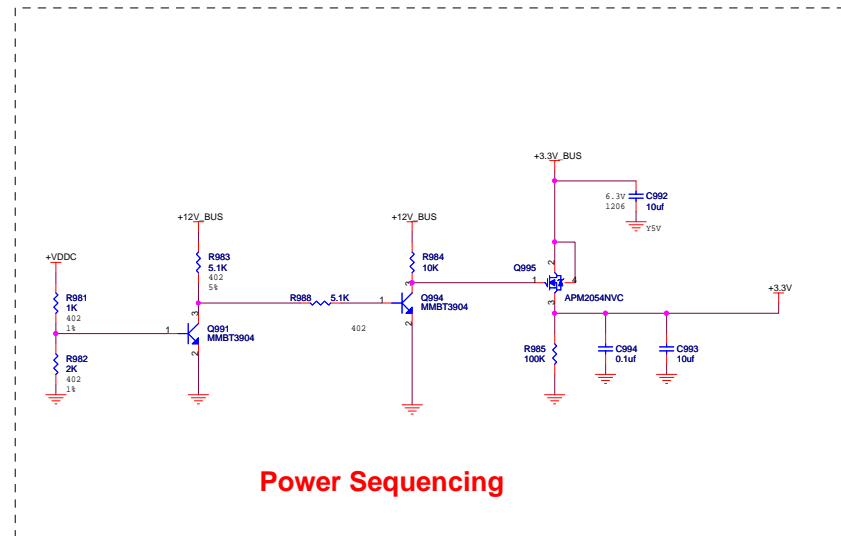 +3.3V_BUS
6.3V
1206
C992
10uf
Y5V
+12V_BUS
+12V_BUS
+VDDC
R983
5.1K
402
5%
R984
10K
Q995
2
1
4
3
APM2054NVC
+3.3V
R981
1K
402
1%
R988
5.1K
3
1
2
Q991
MMBT3904
3
1
2
Q994
MMBT3904
402
R982
2K
402
1%
R985
100K
C994
0.1uf
C993
10uf
Power Sequencing